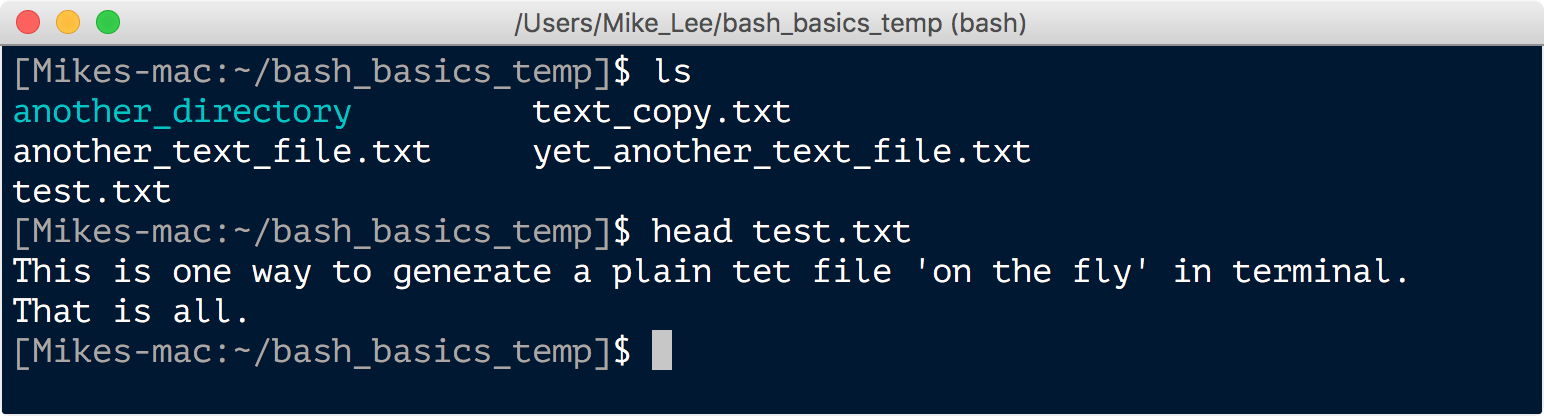 /Users/Mike_Lee/bash_basics_temp (bash)
[Mikes-mac:~/bash_basics_temp]$ ls
another_directory text_copy.txt
another_text_file.txt yet_another_text_file.txt
test.txt
[Mikes-mac:~/bash_basics_temp]$ head test.txt
This is one way to generate a plain tet file 'on the fly' in terminal.
That is all.
[Mikes-mac:~/bash_basics_temp]$